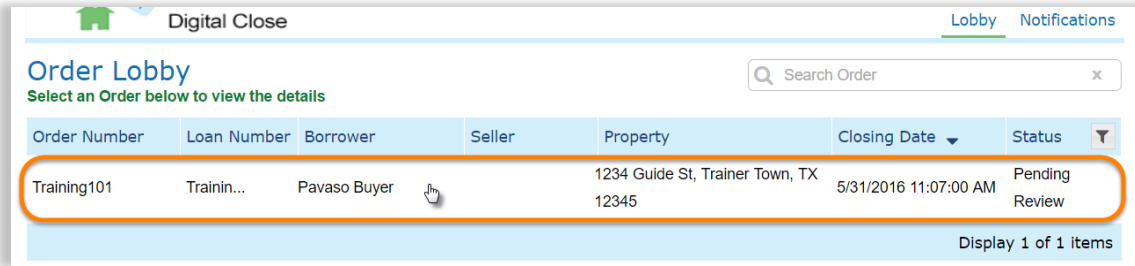 Digital Close
Lobby Notifications
Order Lobby
Search Order x
Select an Order below to view the details
Order Number Loan Number Borrower Seller Property Closing Date Status
Training101 Trainin... Pavaso Buyer 1234 Guide St, Trainer Town, TX 12345 5/31/2016 11:07:00 AM Pending Review
Display 1 of 1 items